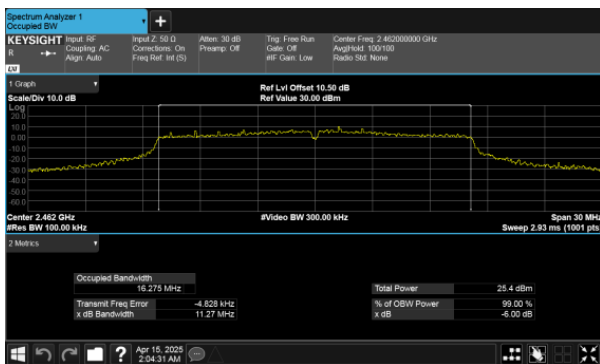 Spectrum Analyzer 1
Occupied BW
+
KEYSIGHT
R
LXI
Input: RF
Coupling: AC
Align: Auto
Input Z: 50 Ω
Corrections: On
Freq Ref: Int (S)
Atten: 30 dB
Preamp: Off
Trig: Free Run
Gate: Off
#IF Gain: Low
Center Freq: 2.462000000 GHz
Avg|Hold: 100/100
Radio Std: None
1 Graph
Scale/Div 10.0 dB
Ref Lvl Offset 10.50 dB
Ref Value 30.00 dBm
Log
20.0
10.0
0.00
-10.0
-20.0
-30.0
-40.0
-50.0
-60.0
Center 2.462 GHz
#Res BW 100.00 kHz
#Video BW 300.00 kHz
Span 30 MHz
Sweep 2.93 ms (1001 pts
2 Metrics
Occupied Bandwidth
16.275 MHz
Transmit Freq Error -4.828 kHz
x dB Bandwidth 11.27 MHz
Total Power 25.4 dBm
% of OBW Power 99.00 %
x dB -6.00 dB
?
Apr 15, 2025
2:04:31 AM